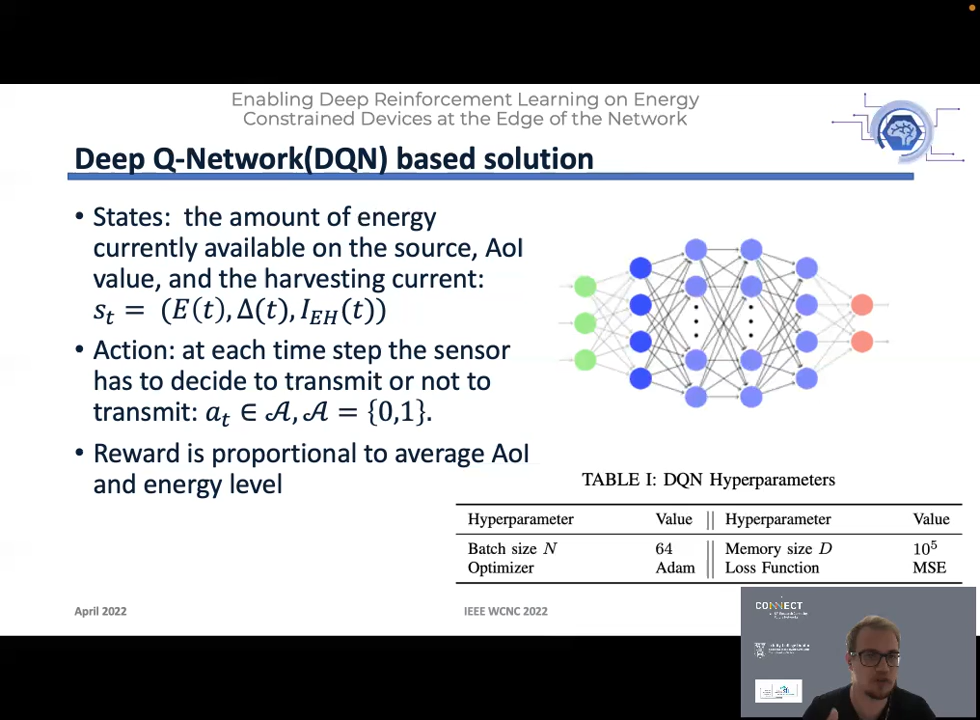 Enabling Deep Reinforcement Learning on Energy
Constrained Devices at the Edge of the Network
Deep Q-Network(DQN) based solution
• States:  the amount of energy
currently available on the source, AoI
value, and the harvesting current:
s_t = (E(t), Δ(t), I_EH(t))
• Action: at each time step the sensor
has to decide to transmit or not to
transmit: a_t ∈ 𝒜, 𝒜 = {0,1}.
• Reward is proportional to average AoI
and energy level
TABLE I: DQN Hyperparameters
Hyperparameter Value Hyperparameter Value
Batch size N 64 Memory size D 10^5
Optimizer Adam Loss Function MSE
April 2022
IEEE WCNC 2022
CONNECT